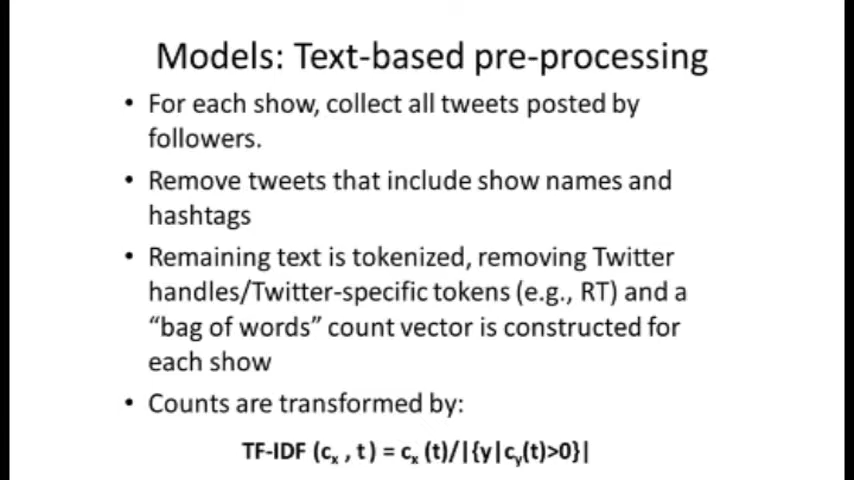 Models: Text-based pre-processing
• For each show, collect all tweets posted by
followers.
• Remove tweets that include show names and
hashtags
• Remaining text is tokenized, removing Twitter
handles/Twitter-specific tokens (e.g., RT) and a
“bag of words” count vector is constructed for
each show
• Counts are transformed by:
TF-IDF (cₓ , t ) = cₓ (t)/|{y|cᵧ(t)>0}|